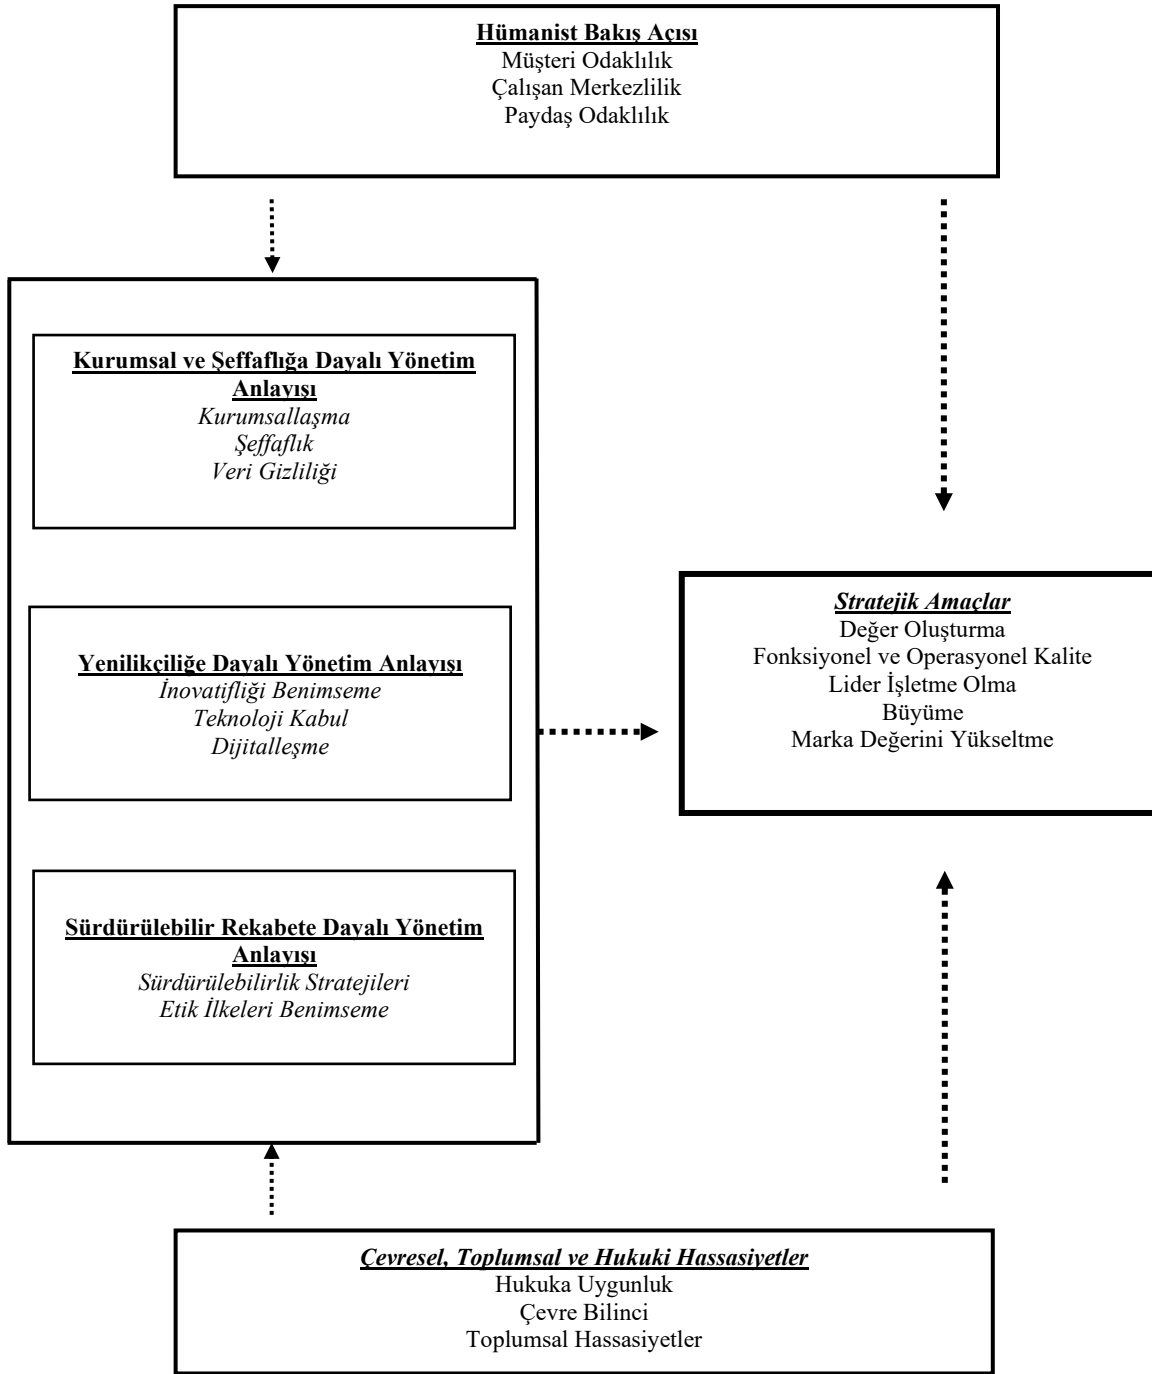 Hümanist Bakış Açısı
Müşteri Odaklılık
Çalışan Merkezlilik
Paydaş Odaklılık
Kurumsal ve Şeffaflığa Dayalı Yönetim
Anlayışı
Kurumsallaşma
Şeffaflık
Veri Gizliliği
Yenilikçiliğe Dayalı Yönetim Anlayışı
İnovatifliği Benimseme
Teknoloji Kabul
Dijitalleşme
Sürdürülebilir Rekabete Dayalı Yönetim
Anlayışı
Sürdürülebilirlik Stratejileri
Etik İlkeleri Benimseme
Stratejik Amaçlar
Değer Oluşturma
Fonksiyonel ve Operasyonel Kalite
Lider İşletme Olma
Büyüme
Marka Değerini Yükseltme
Çevresel, Toplumsal ve Hukuki Hassasiyetler
Hukuka Uygunluk
Çevre Bilinci
Toplumsal Hassasiyetler